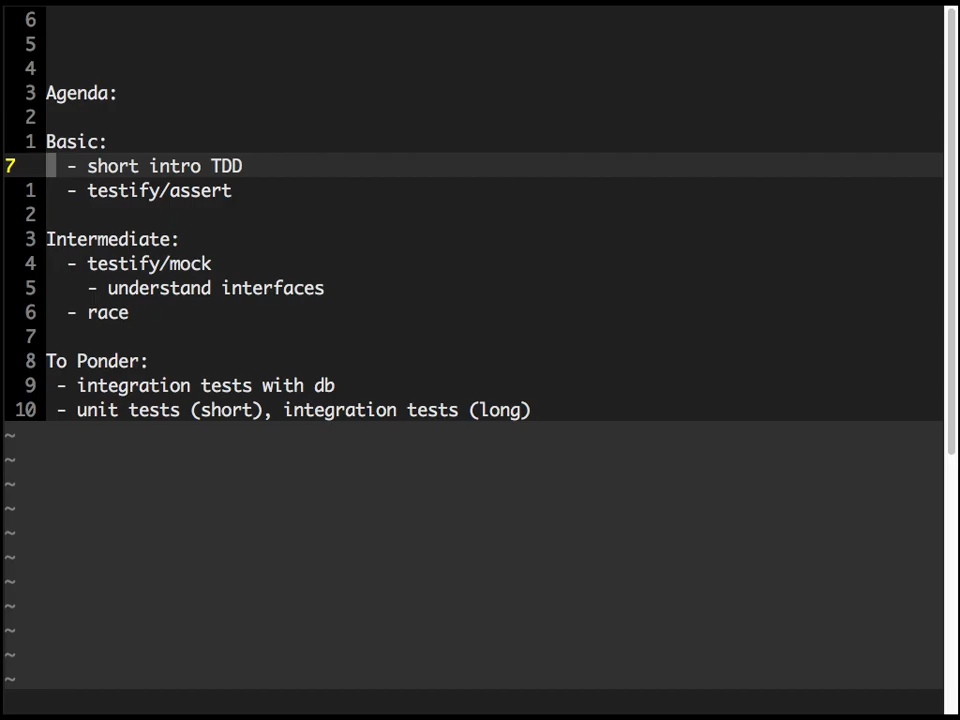 6
5
4
3 Agenda:
2
1 Basic:
7   - short intro TDD
1   - testify/assert
2
3 Intermediate:
4   - testify/mock
5     - understand interfaces
6   - race
7
8 To Ponder:
9  - integration tests with db
10  - unit tests (short), integration tests (long)
~
~
~
~
~
~
~
~
~
~
~